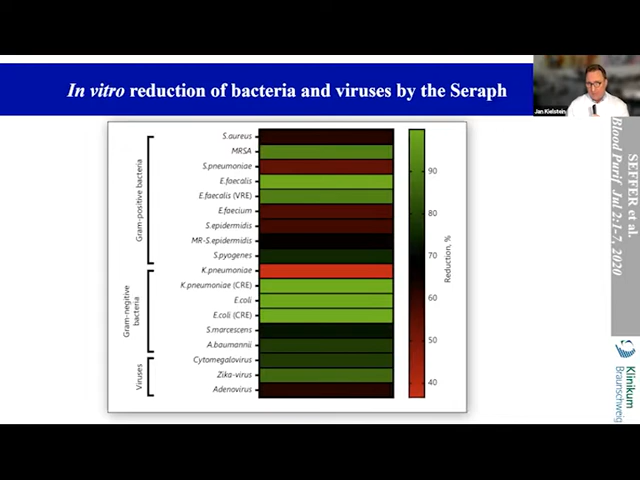 In vitro reduction of bacteria and viruses by the Seraph
Jan Kielstein
Gram-positive bacteria
S.aureus
MRSA
S.pneumoniae
E.faecalis
E.faecalis (VRE)
E.faecium
S.epidermidis
MR-S.epidermidis
S.pyogenes
Gram-negitive
bacteria
K.pneumoniae
K.pneumoniae (CRE)
E.coli
E.coli (CRE)
S.marcescens
A.baumannii
Viruses
Cytomegalovirus
Zika-virus
Adenovirus
90
80
70
60
50
40
Reduction, %
SEFFER et al.
Blood Purif. Jul 2:1-7, 2020
Klinikum
Braunschweig